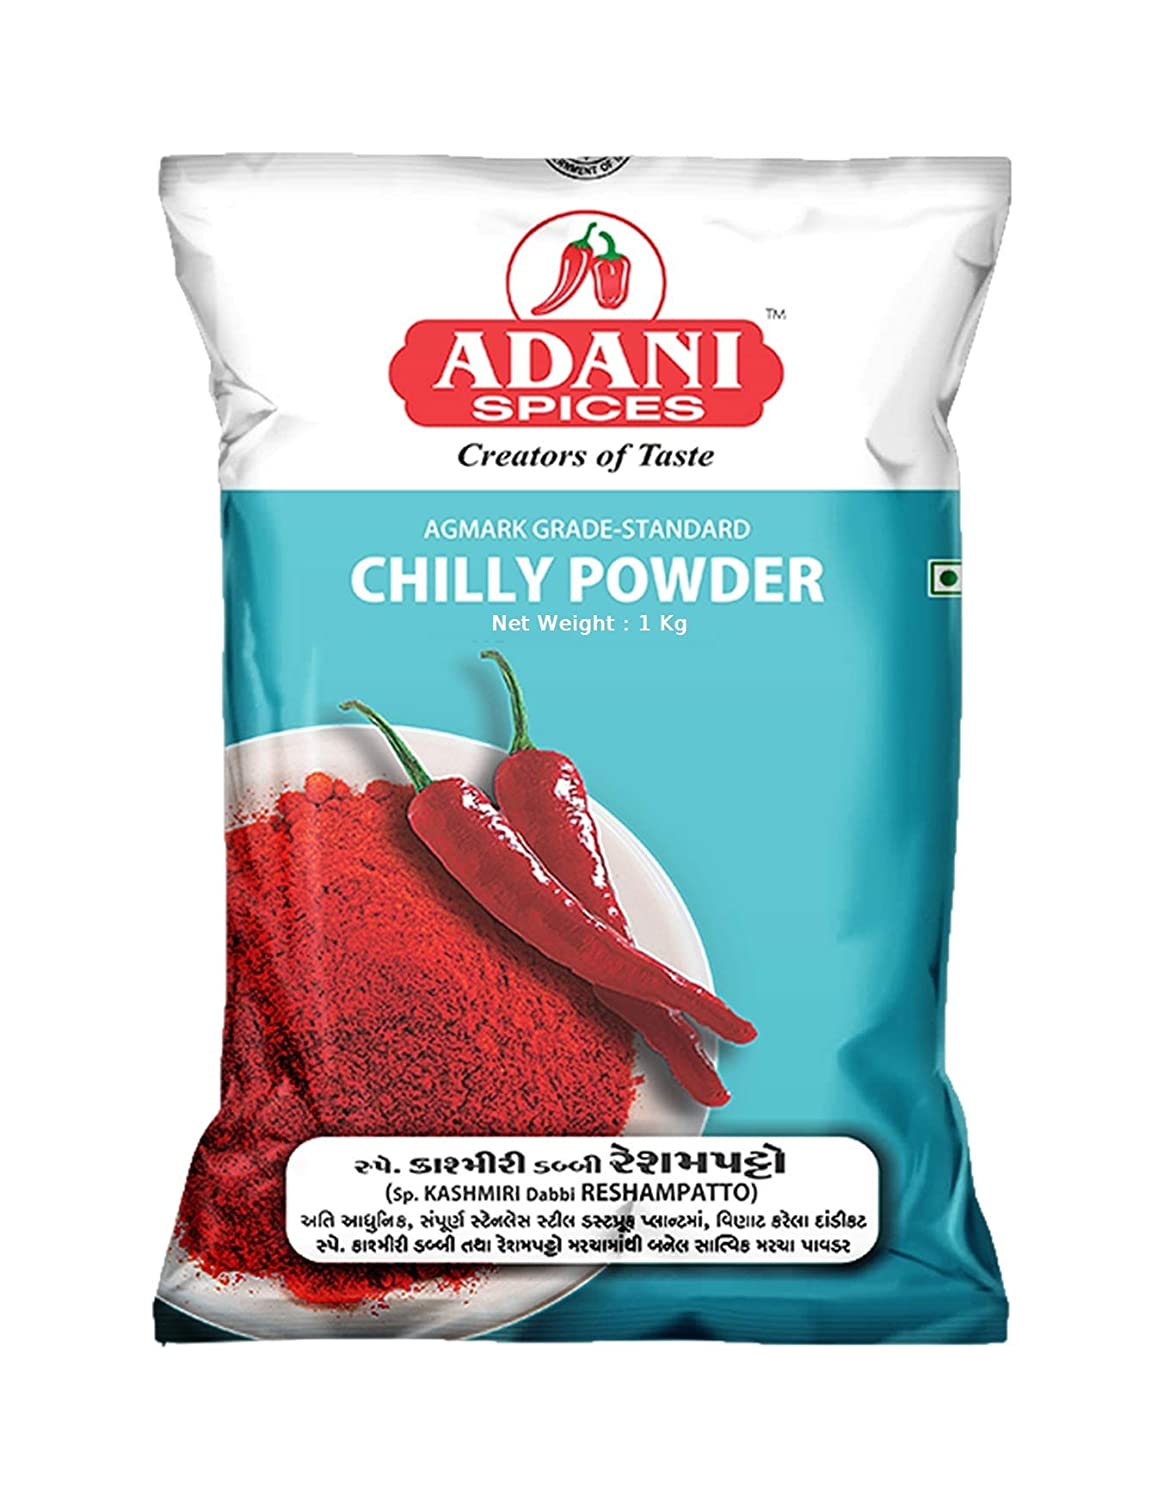 ADANI
TM
SPICES
Creators of Taste
AGMARK GRADE-STANDARD
CHILLY POWDER
Net Weight : 1 Kg
સ્પે. કાશ્મીરી ડબ્બી રેશમપટ્ટો
(Sp. KASHMIRI Dabbi RESHAMPATTO)
અતિ આધુનિક, સંપૂર્ણ સ્ટેનલેસ સ્ટીલ ડસ્ટપ્રૂફ પ્લાન્ટમાં, વિણાટ કરેલા દાંડીકટ
સ્પે. કાશ્મીરી ડબ્બી તથા રેશમપટ્ટો મરચામાંથી બનેલ સાત્વિક મરચા પાવડર